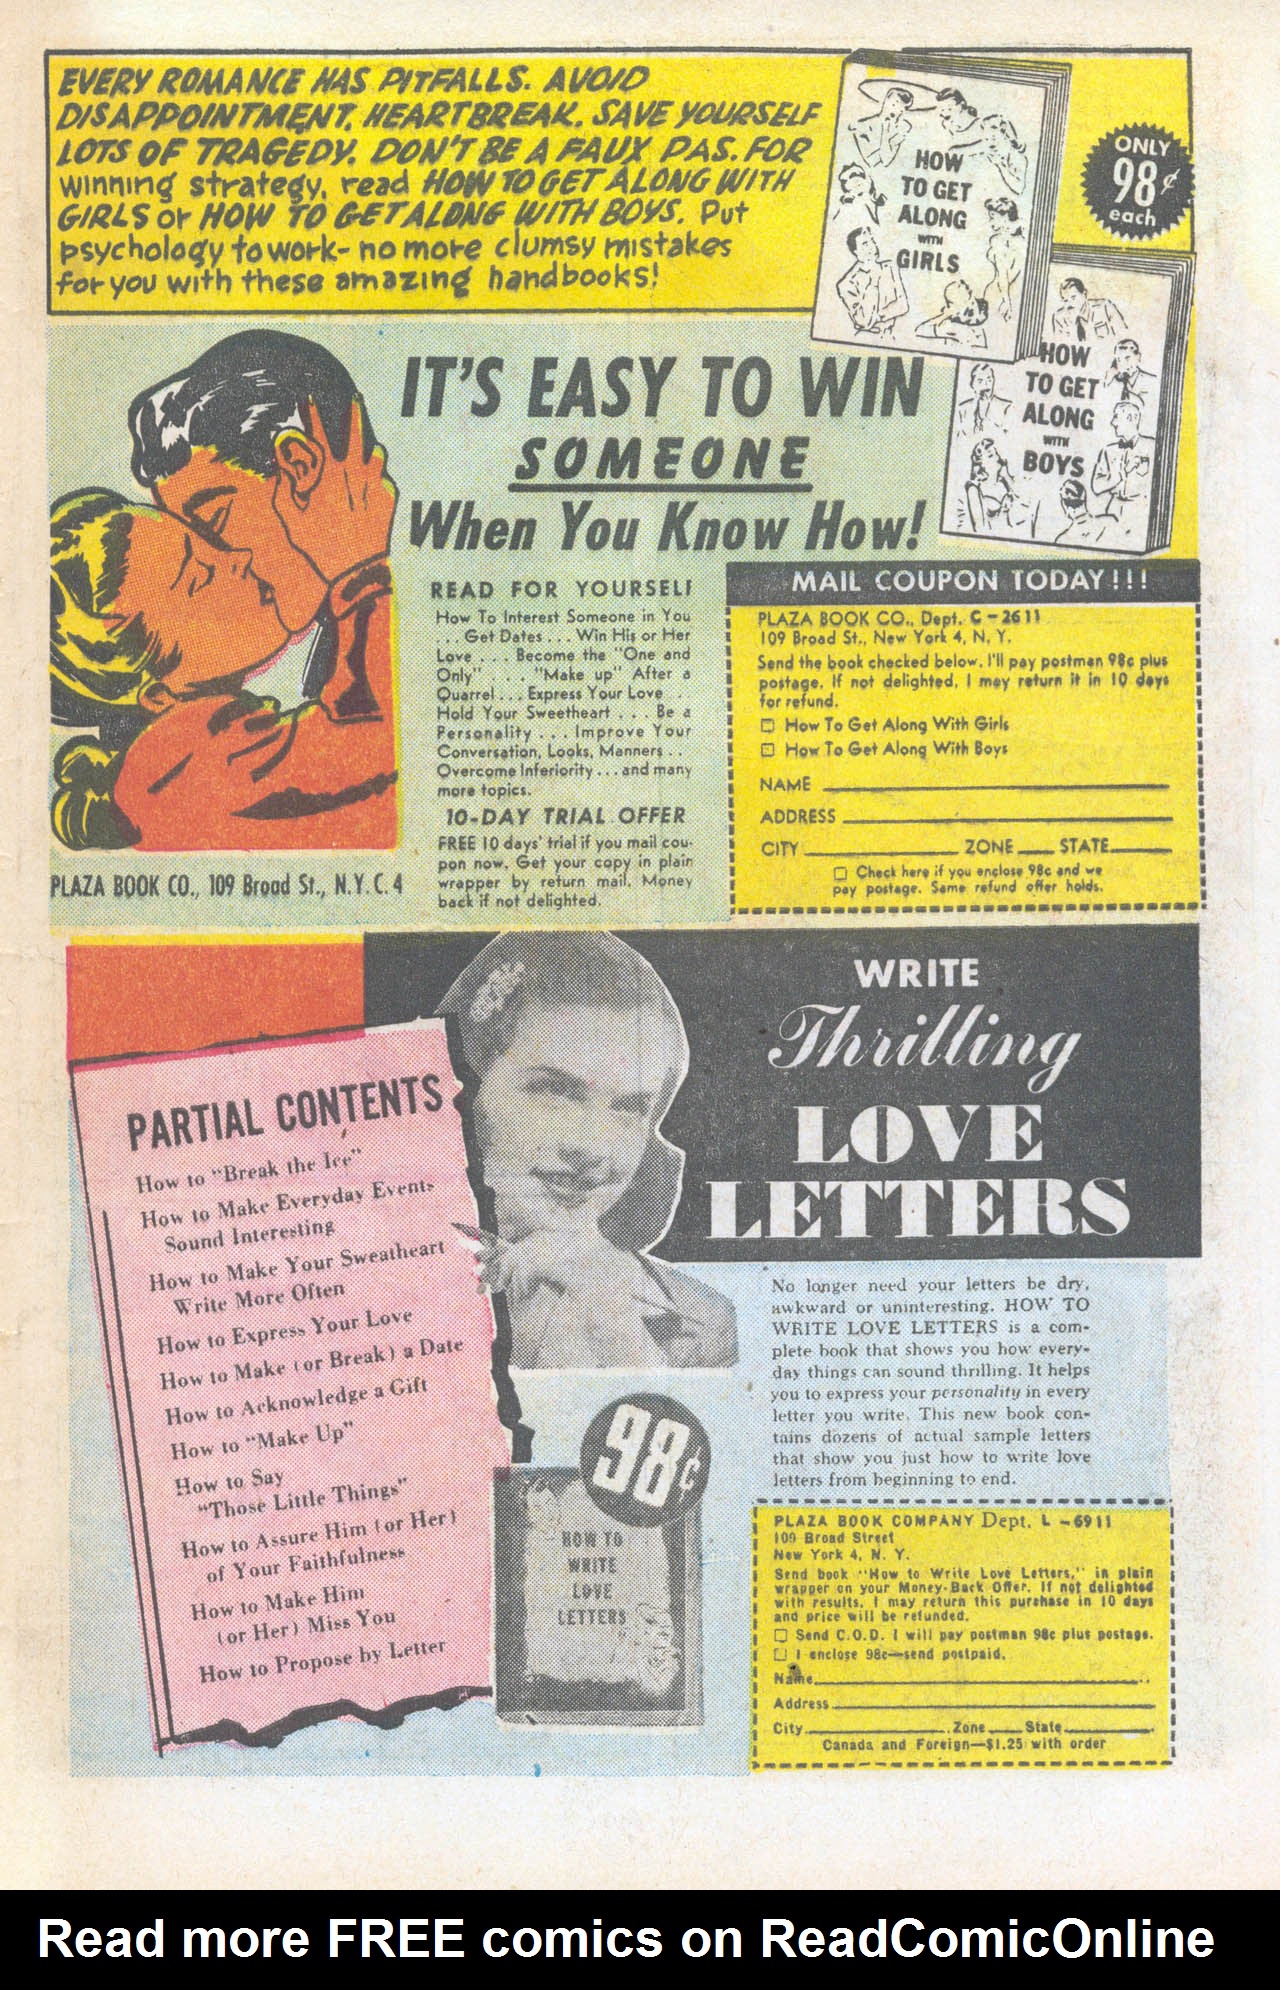 EVERY ROMANCE HAS PITFALLS. AVOID
DISAPPOINTMENT, HEARTBREAK. SAVE YOURSELF
LOTS OF TRAGEDY. DON'T BE A FAUX PAS. FOR
winning strategy, read HOW TO GET ALONG WITH
GIRLS or HOW TO GET ALONG WITH BOYS. Put
psychology to work- no more clumsy mistakes
for you with these amazing handbooks!
HOW
TO GET
ALONG
WITH
GIRLS
ONLY
98¢
each
HOW
TO GET
ALONG
WITH
BOYS
IT'S EASY TO WIN
SOMEONE
When You Know How!
READ FOR YOURSELF
How To Interest Someone in You
... Get Dates ... Win His or Her
Love ... Become the "One and
Only" ... "Make up" After a
Quarrel ... Express Your Love ..
Hold Your Sweetheart ... Be a
Personality ... Improve Your
Conversation, Looks, Manners ..
Overcome Inferiority ... and many
more topics.
10-DAY TRIAL OFFER
FREE 10 days' trial if you mail cou-
pon now. Get your copy in plain
wrapper by return mail. Money
back if not delighted.
PLAZA BOOK CO., 109 Broad St., N.Y.C. 4
MAIL COUPON TODAY!!!
PLAZA BOOK CO., Dept. C-2611
109 Broad St., New York 4, N. Y.
Send the book checked below. I'll pay postman 98c plus
postage. If not delighted, I may return it in 10 days
for refund.
☐ How To Get Along With Girls
☐ How To Get Along With Boys
NAME
ADDRESS
CITY ZONE STATE
☐ Check here if you enclose 98c and we
pay postage. Same refund offer holds.
WRITE
Thrilling
LOVE
LETTERS
PARTIAL CONTENTS
How to "Break the Ice"
How to Make Everyday Events
Sound Interesting
How to Make Your Sweatheart
Write More Often
How to Express Your Love
How to Make (or Break) a Date
How to Acknowledge a Gift
How to "Make Up"
How to Say
"Those Little Things"
How to Assure Him (or Her)
of Your Faithfulness
How to Make Him
(or Her) Miss You
How to Propose by Letter
98¢
HOW TO
WRITE
LOVE
LETTERS
No longer need your letters be dry,
awkward or uninteresting. HOW TO
WRITE LOVE LETTERS is a com-
plete book that shows you how every-
day things can sound thrilling. It helps
you to express your personality in every
letter you write. This new book con-
tains dozens of actual sample letters
that show you just how to write love
letters from beginning to end.
PLAZA BOOK COMPANY Dept. L-6911
109 Broad Street
New York 4, N. Y.
Send book "How to Write Love Letters," in plain
wrapper on your Money-Back Offer. If not delighted
with results, I may return this purchase in 10 days
and price will be refunded.
☐ Send C.O.D. I will pay postman 98c plus postage.
☐ I enclose 98c—send postpaid.
Name
Address
City Zone State
Canada and Foreign—$1.25 with order
Read more FREE comics on ReadComicOnline